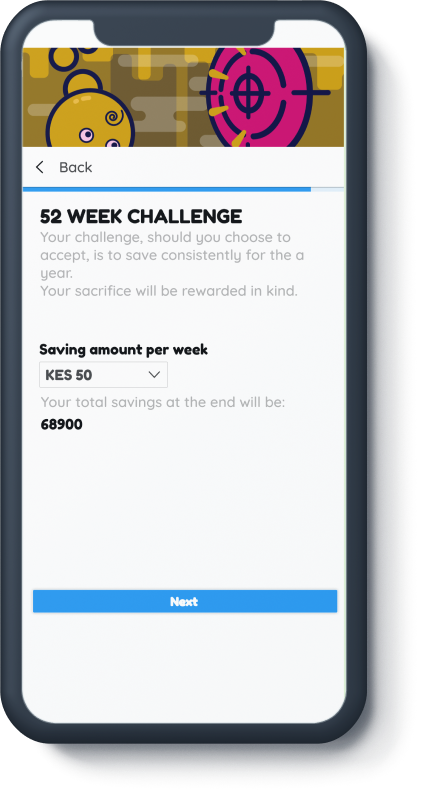 Back
52 WEEK CHALLENGE
Your challenge, should you choose to
accept, is to save consistently for the a
year.
Your sacrifice will be rewarded in kind.
Saving amount per week
KES 50
Your total savings at the end will be:
68900
Next